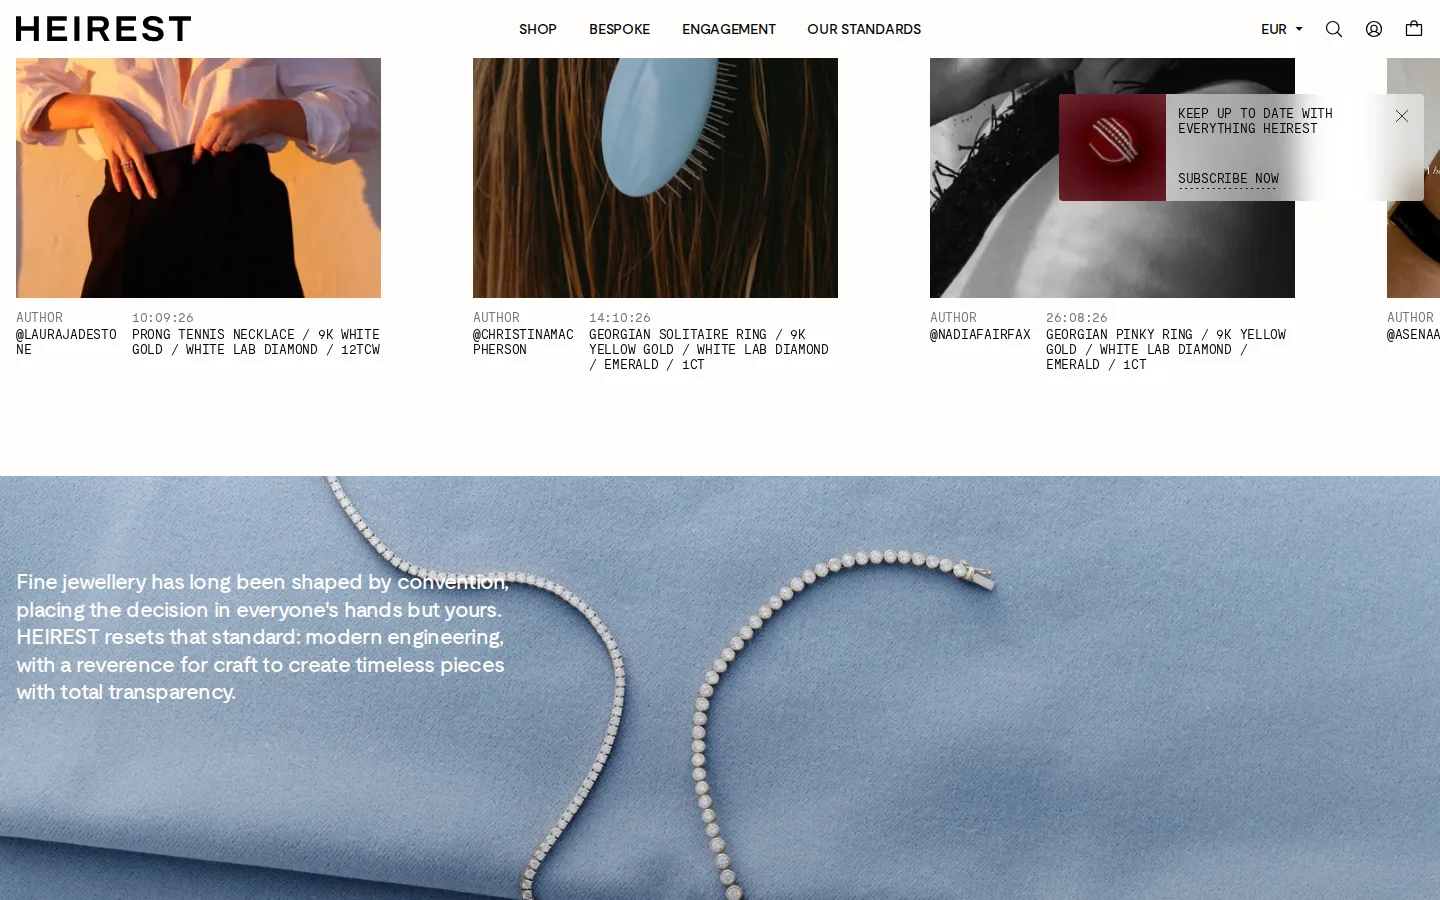 HEIREST
SHOP
BESPOKE
ENGAGEMENT
OUR STANDARDS
EUR
KEEP UP TO DATE WITH
EVERYTHING HEIREST
SUBSCRIBE NOW
AUTHOR
@LAURAJADESTO
NE
10:09:26
PRONG TENNIS NECKLACE / 9K WHITE
GOLD / WHITE LAB DIAMOND / 12TCW
AUTHOR
@CHRISTINAMAC
PHERSON
14:10:26
GEORGIAN SOLITAIRE RING / 9K
YELLOW GOLD / WHITE LAB DIAMOND
/ EMERALD / 1CT
AUTHOR
@NADIAFAIRFAX
26:08:26
GEORGIAN PINKY RING / 9K YELLOW
GOLD / WHITE LAB DIAMOND /
EMERALD / 1CT
AUTHOR
@ASENAA
Fine jewellery has long been shaped by convention,
placing the decision in everyone's hands but yours.
HEIREST resets that standard: modern engineering,
with a reverence for craft to create timeless pieces
with total transparency.